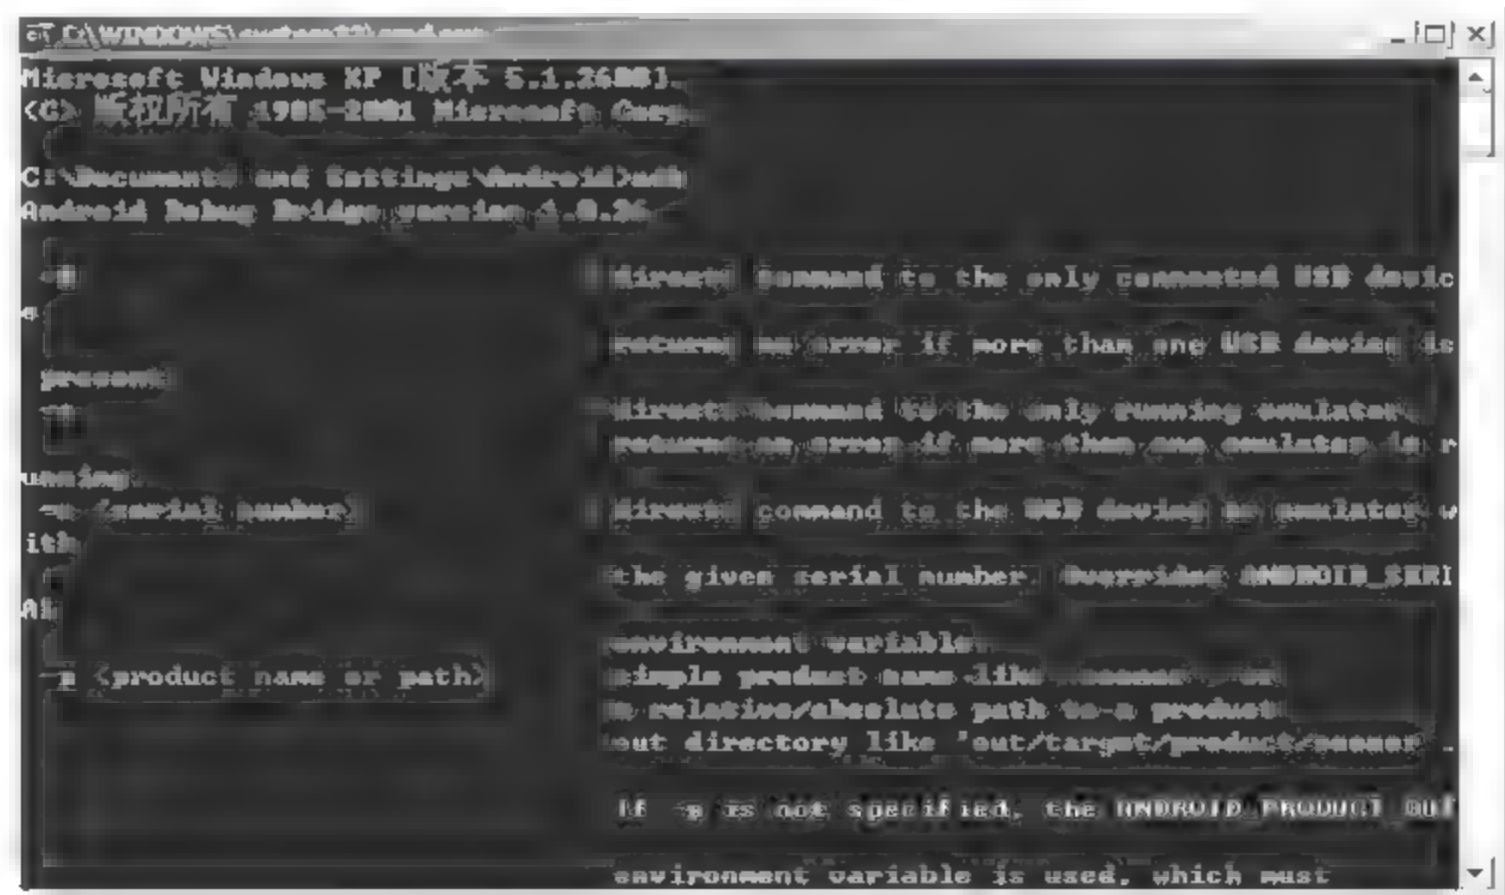 C:\WINDOWS\system32\cmd.exe
Microsoft Windows XP [版本 5.1.2600]
(C) 版权所有 1985-2001 Microsoft Corp.
C:\Documents and Settings\Android>adb
Android Debug Bridge version 1.0.26
-d directs command to the only connected USB devic
e
returns an error if more than one USB device is
present.
-e directs command to the only running emulator.
returns an error if more than one emulator is r
unning.
-s <serial number> directs command to the USB device or emulator w
ith
the given serial number. Overrides ANDROID_SERI
AL
environment variable.
-p <product name or path> simple product name like
a relative/absolute path to a product
out directory like 'out/target/product/sooner'.
If -p is not specified, the ANDROID_PRODUCT_OUT
environment variable is used, which must